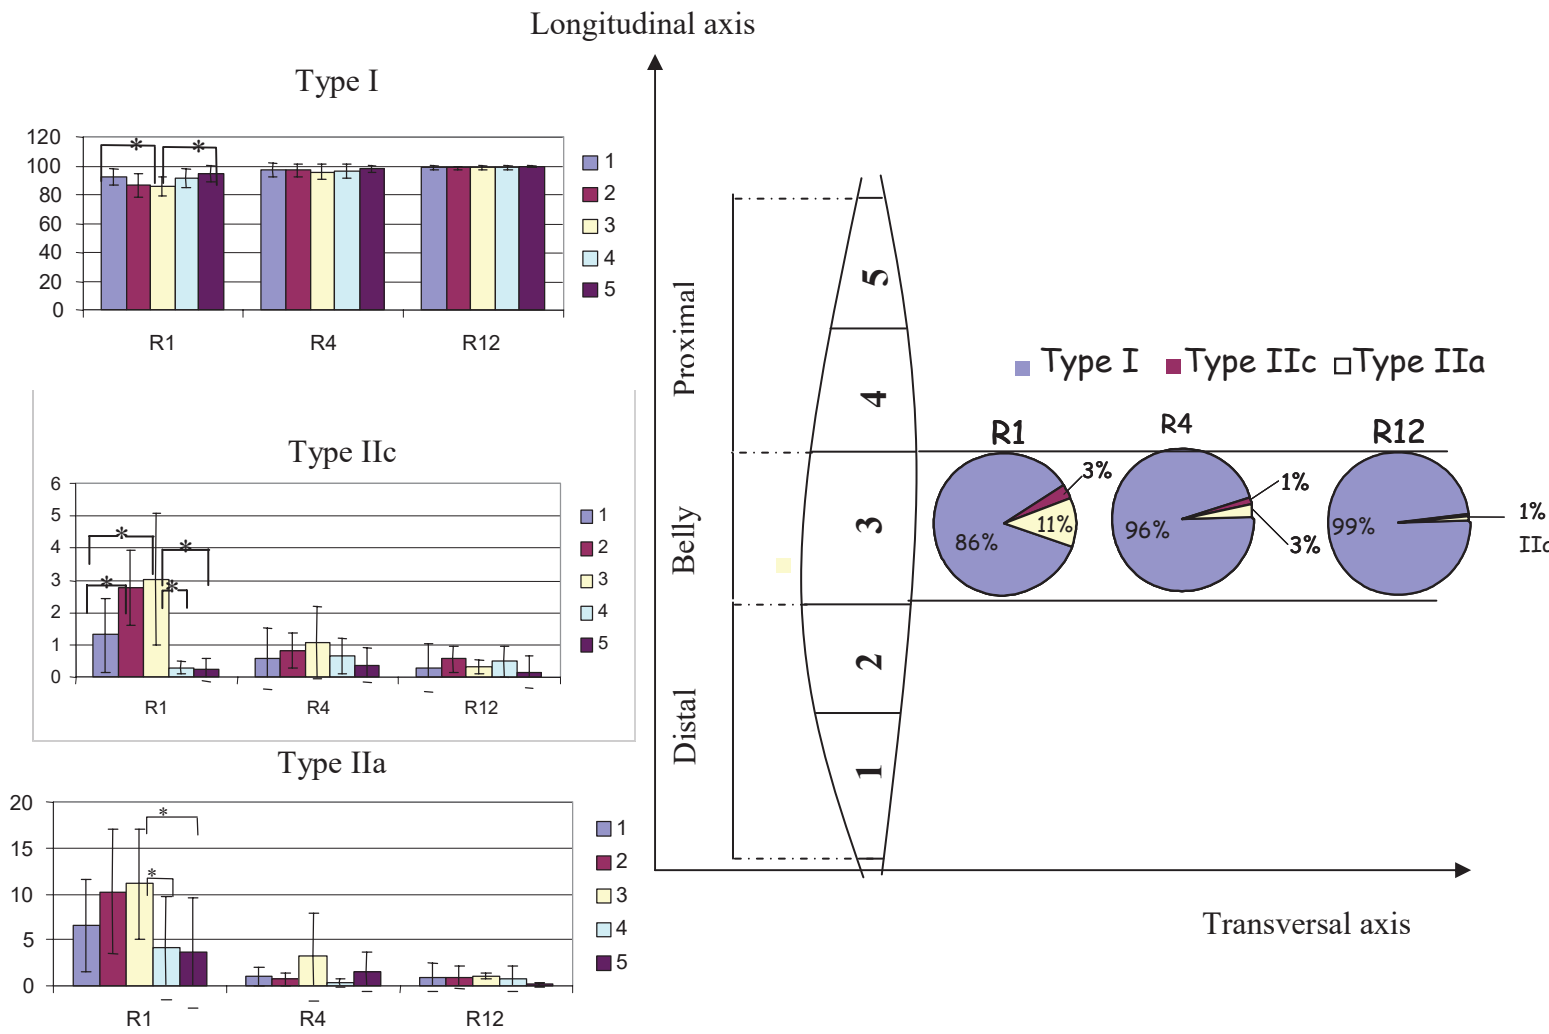 Longitudinal axis
Type I
120
100
80
60
40
20
0
* *
R1 R4 R12
1
2
3
4
5
Type IIc
6
5
4
3
2
1
0
* * * *
R1 R4 R12
1
2
3
4
5
Type IIa
20
15
10
5
0
* *
R1 R4 R12
1
2
3
4
5
Proximal
Belly
Distal
5
4
3
2
1
Type I Type IIc Type IIa
R1 R4 R12
86% 3% 11%
96% 1% 3%
99% 1%
Transversal axis